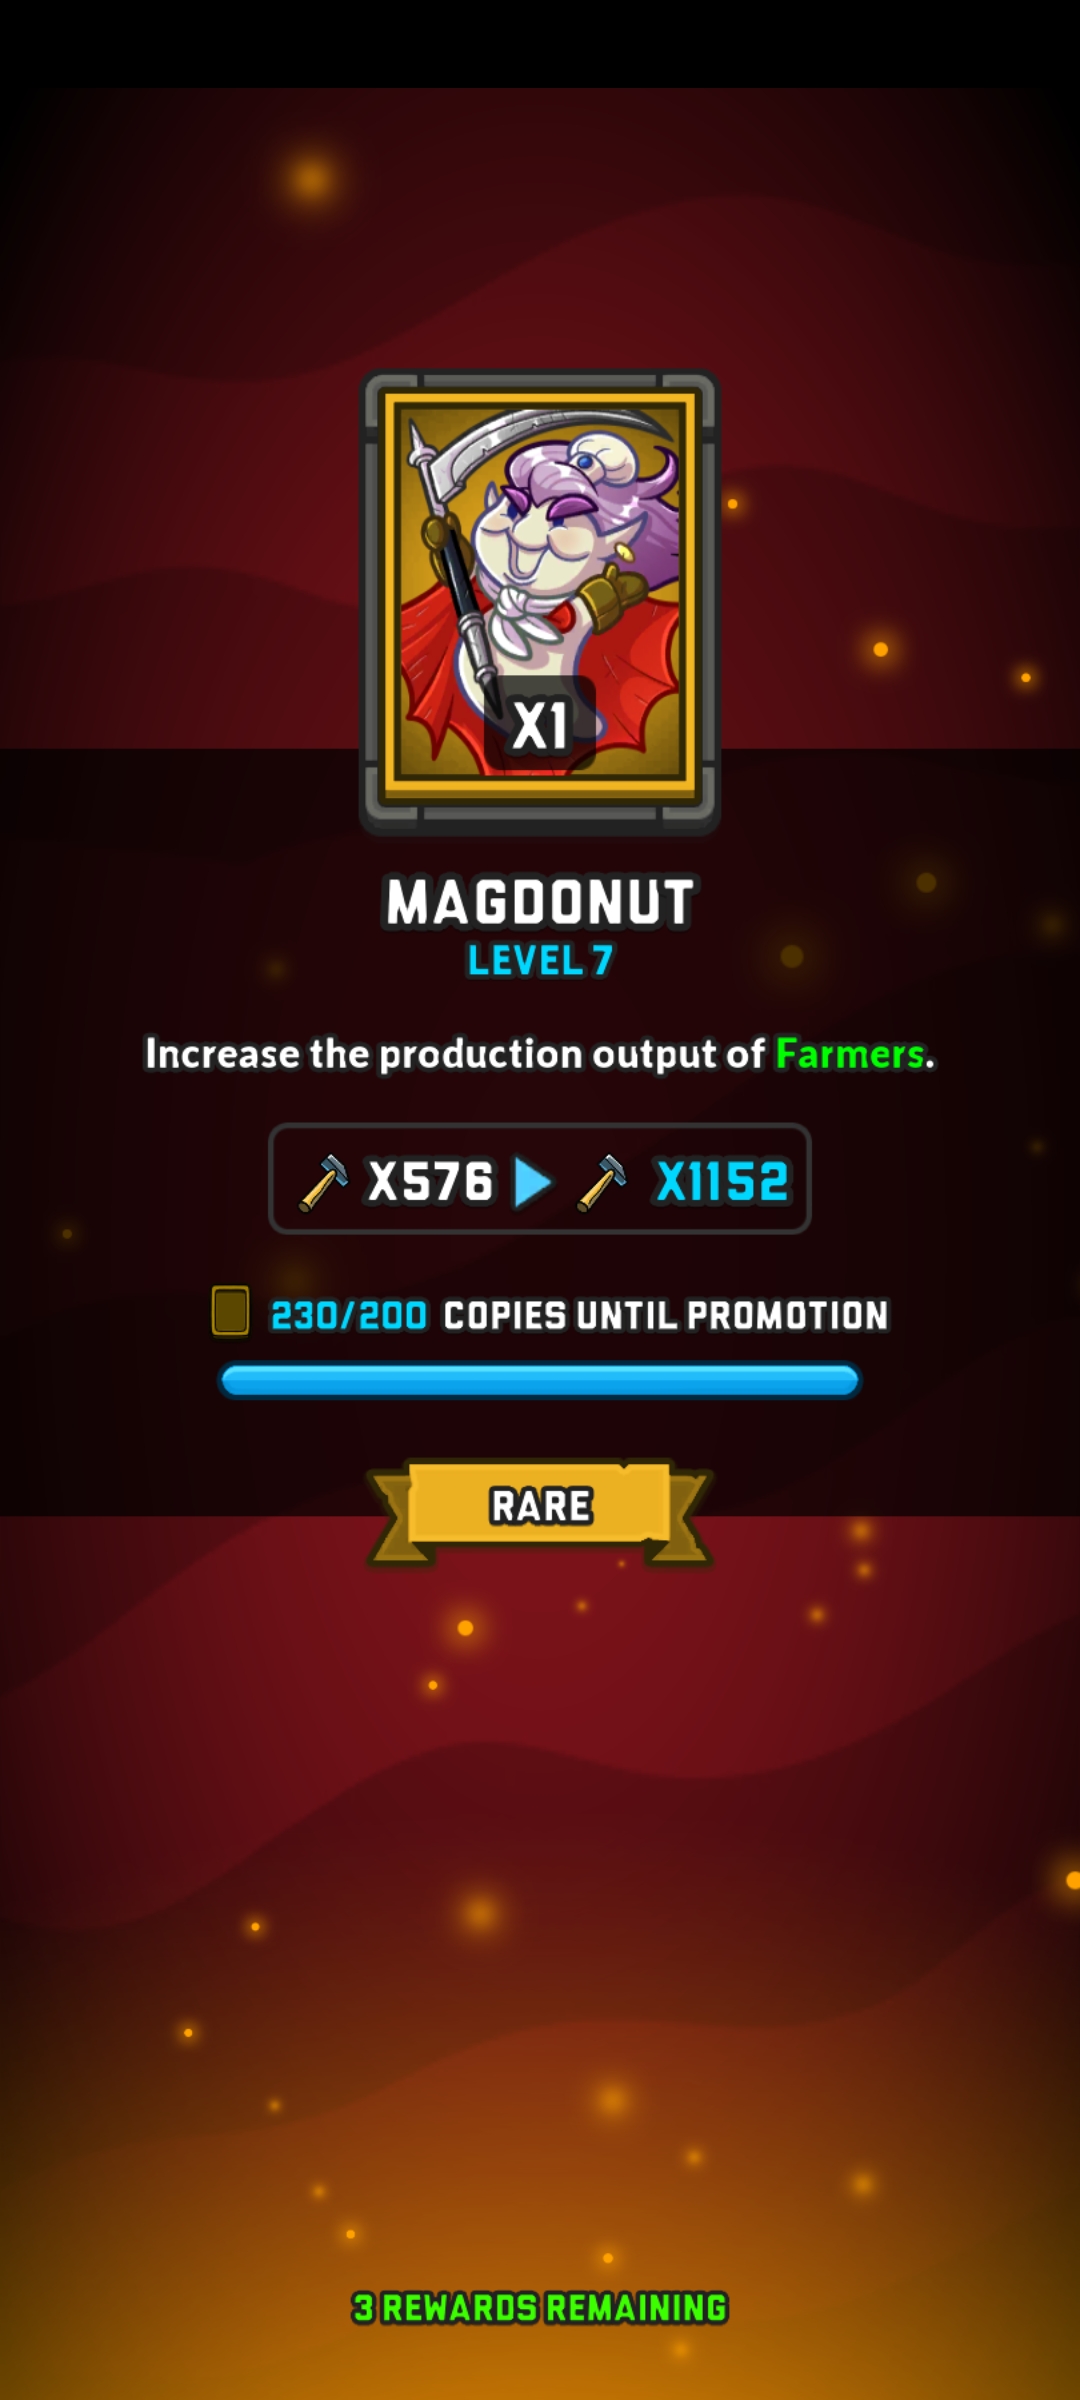 X1
MAGDONUT
LEVEL 7
Increase the production output of Farmers.
X576 X1152
230/200 COPIES UNTIL PROMOTION
RARE
3 REWARDS REMAINING